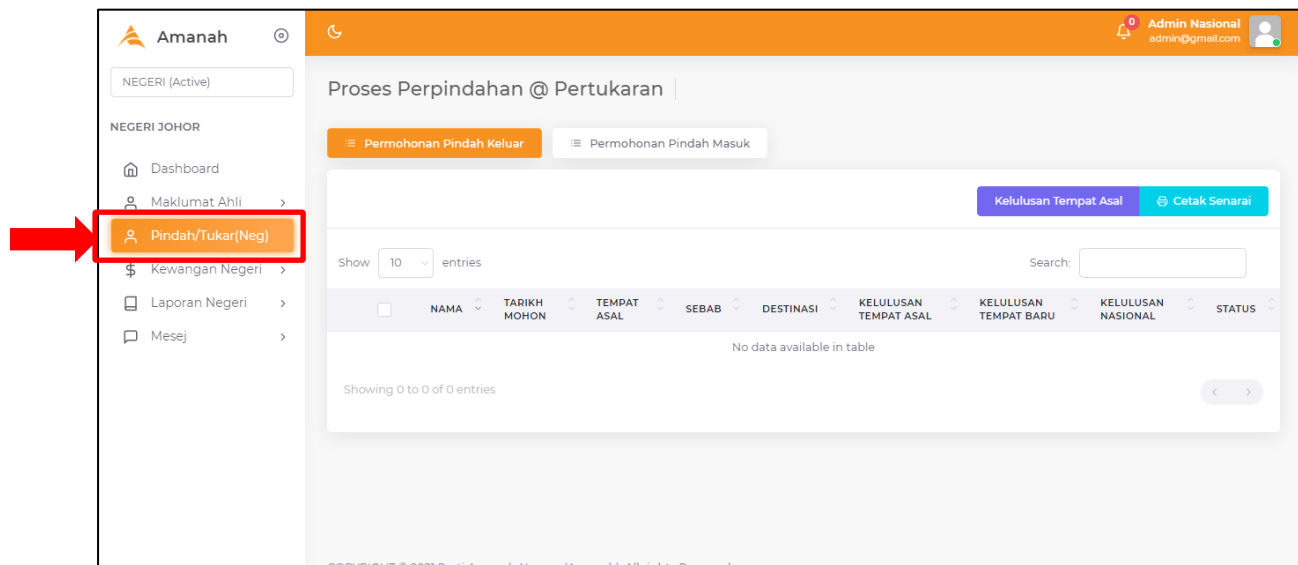 Amanah
0
Admin Nasional
admin@gmail.com
NEGERI (Active)
NEGERI JOHOR
Dashboard
Maklumat Ahli
Pindah/Tukar(Neg)
Kewangan Negeri
Laporan Negeri
Mesej
Proses Perpindahan @ Pertukaran
Permohonan Pindah Keluar
Permohonan Pindah Masuk
Kelulusan Tempat Asal
Cetak Senarai
Show 10 entries
Search:
NAMA
TARIKH
MOHON
TEMPAT
ASAL
SEBAB
DESTINASI
KELULUSAN
TEMPAT ASAL
KELULUSAN
TEMPAT BARU
KELULUSAN
NASIONAL
STATUS
No data available in table
Showing 0 to 0 of 0 entries